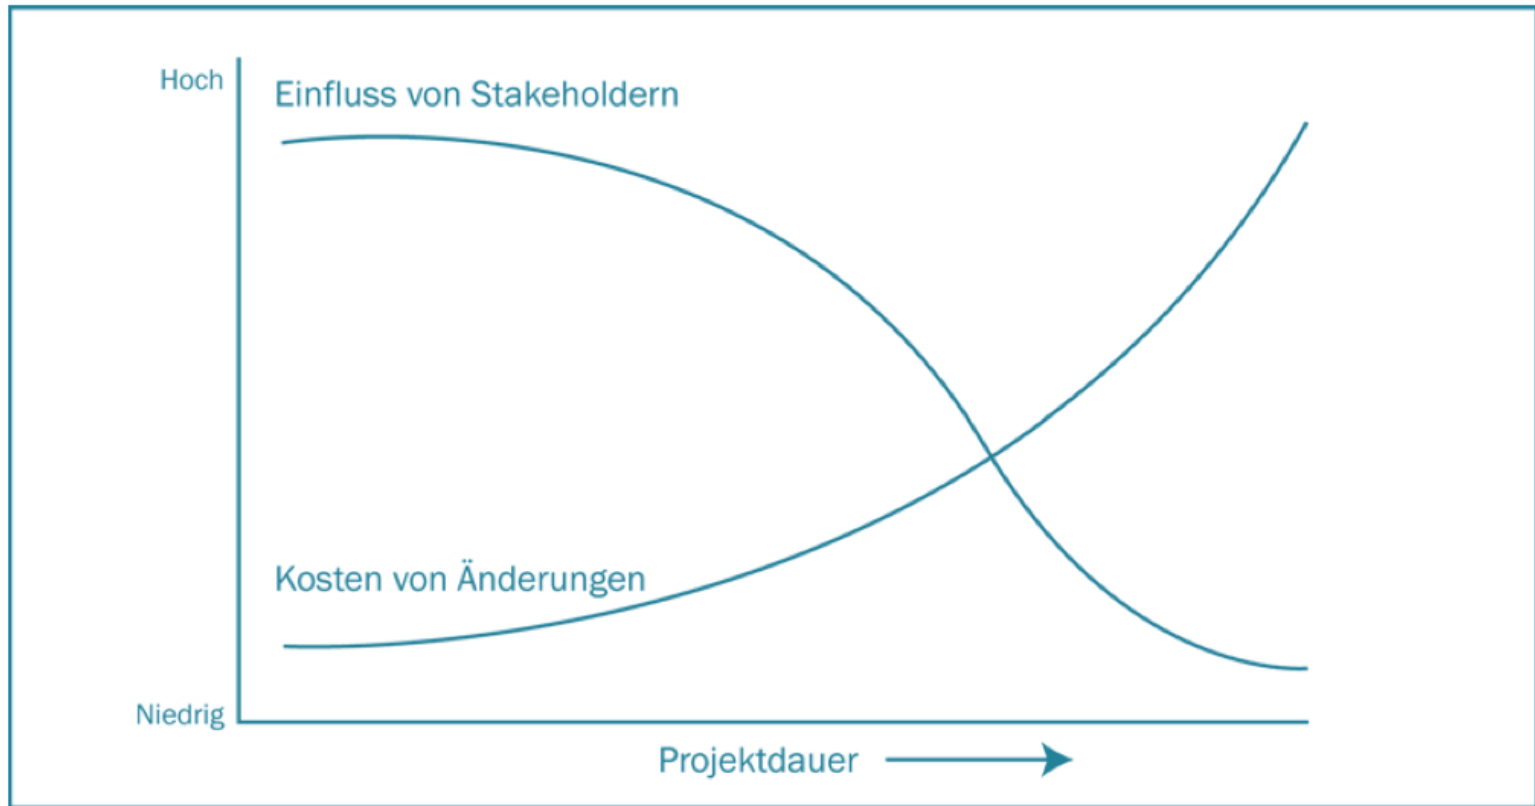 Hoch
Einfluss von Stakeholdern
Kosten von Änderungen
Niedrig
Projektdauer